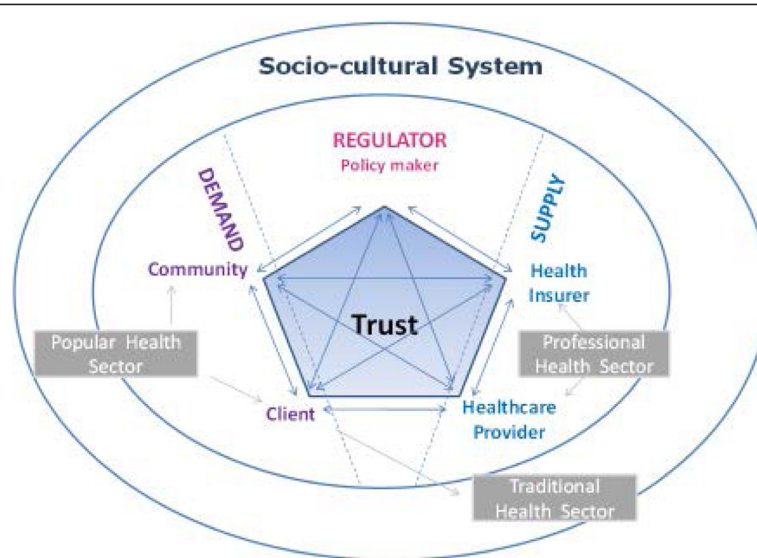 Socio-cultural System
REGULATOR
Policy maker
DEMAND
SUPPLY
Community
Health
Insurer
Trust
Popular Health
Sector
Professional
Health Sector
Client
Healthcare
Provider
Traditional
Health Sector